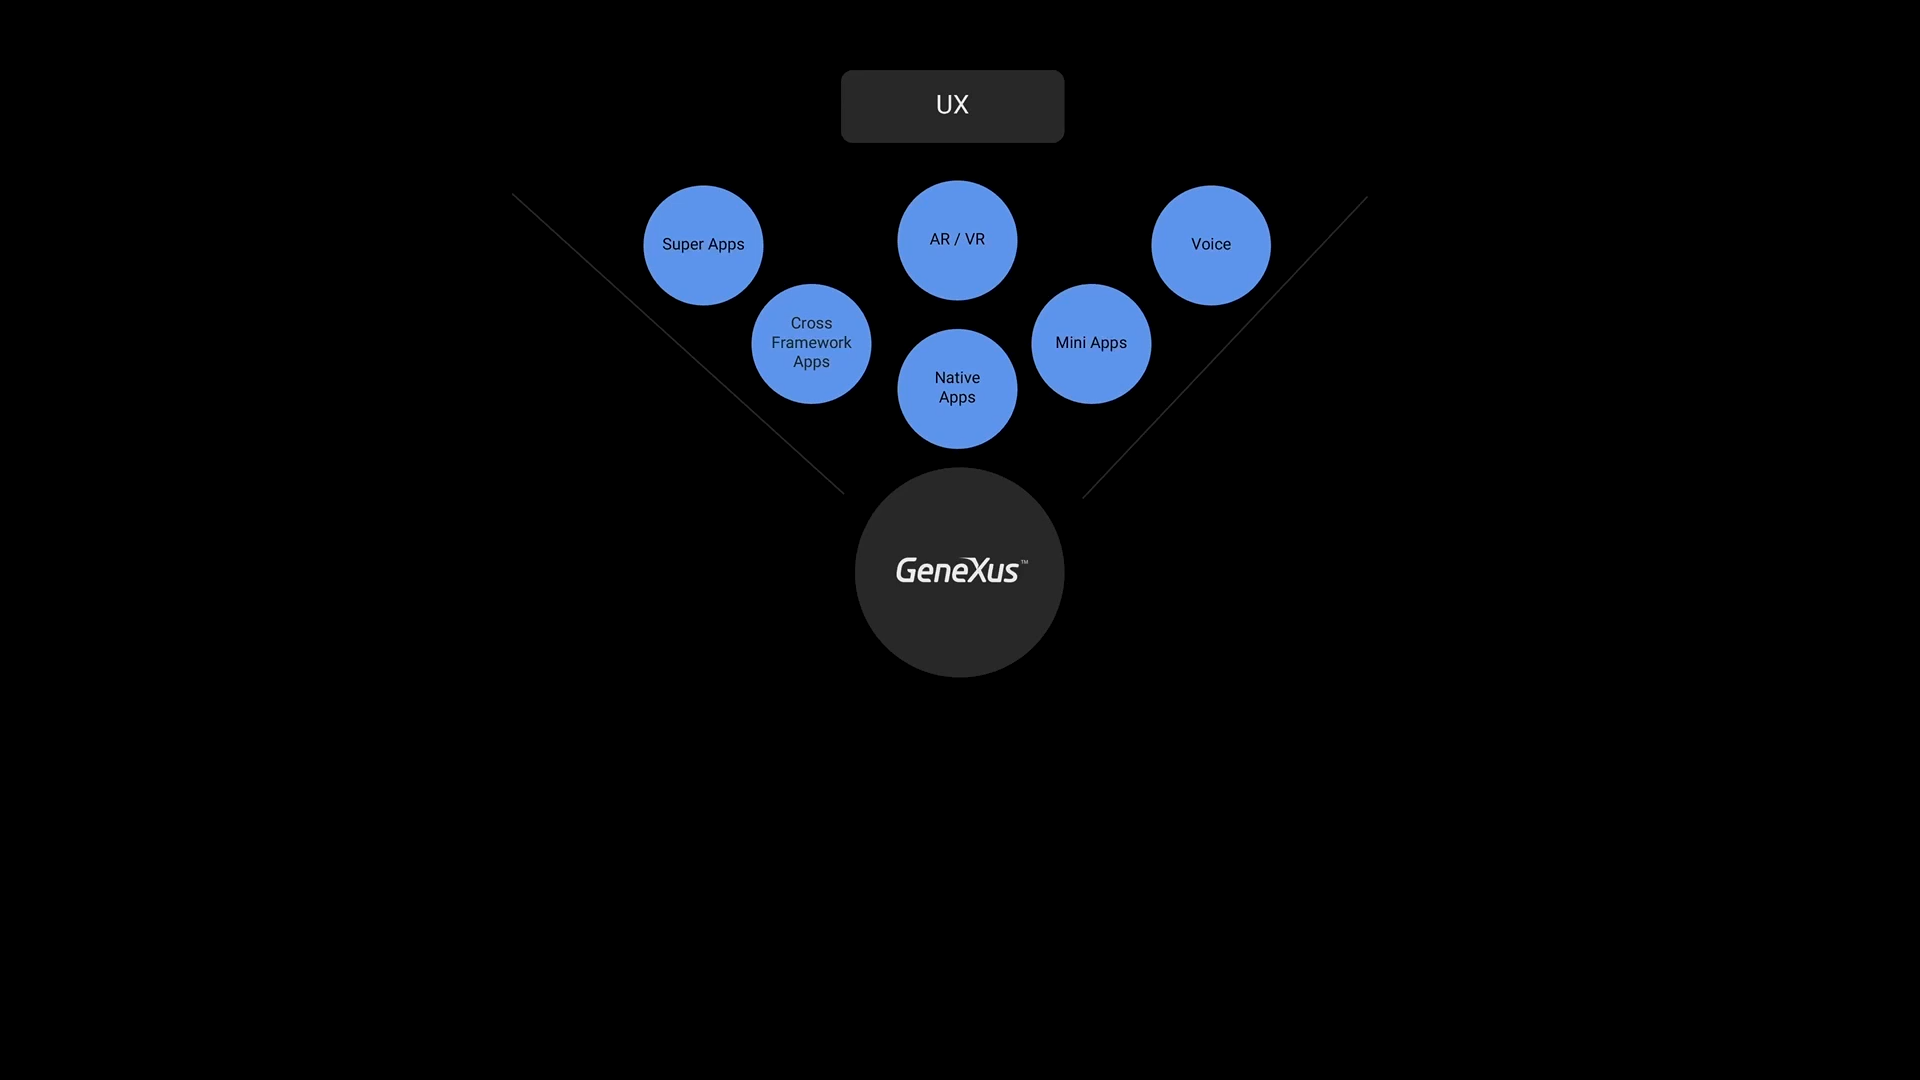 UX
Super Apps
AR / VR
Voice
Cross
Framework
Apps
Mini Apps
Native
Apps
GeneXus™